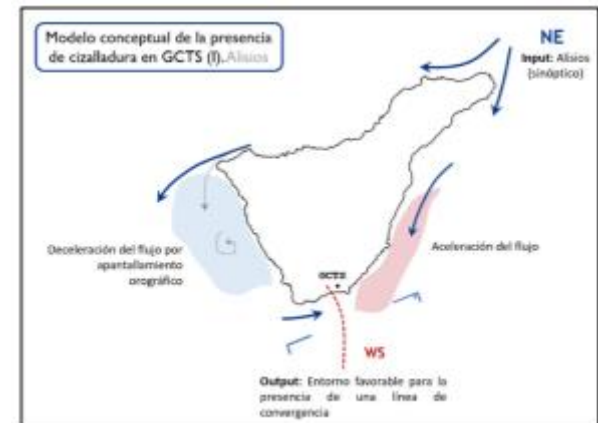 Modelo conceptual de la presencia
de cizalladura en GCTS (I). Alisios
NE
Input: Alisios
(sinóptico)
Deceleración del flujo por
apantallamiento
orográfico
Aceleración del flujo
GCTS
WS
Output: Entorno favorable para la
presencia de una línea de
convergencia